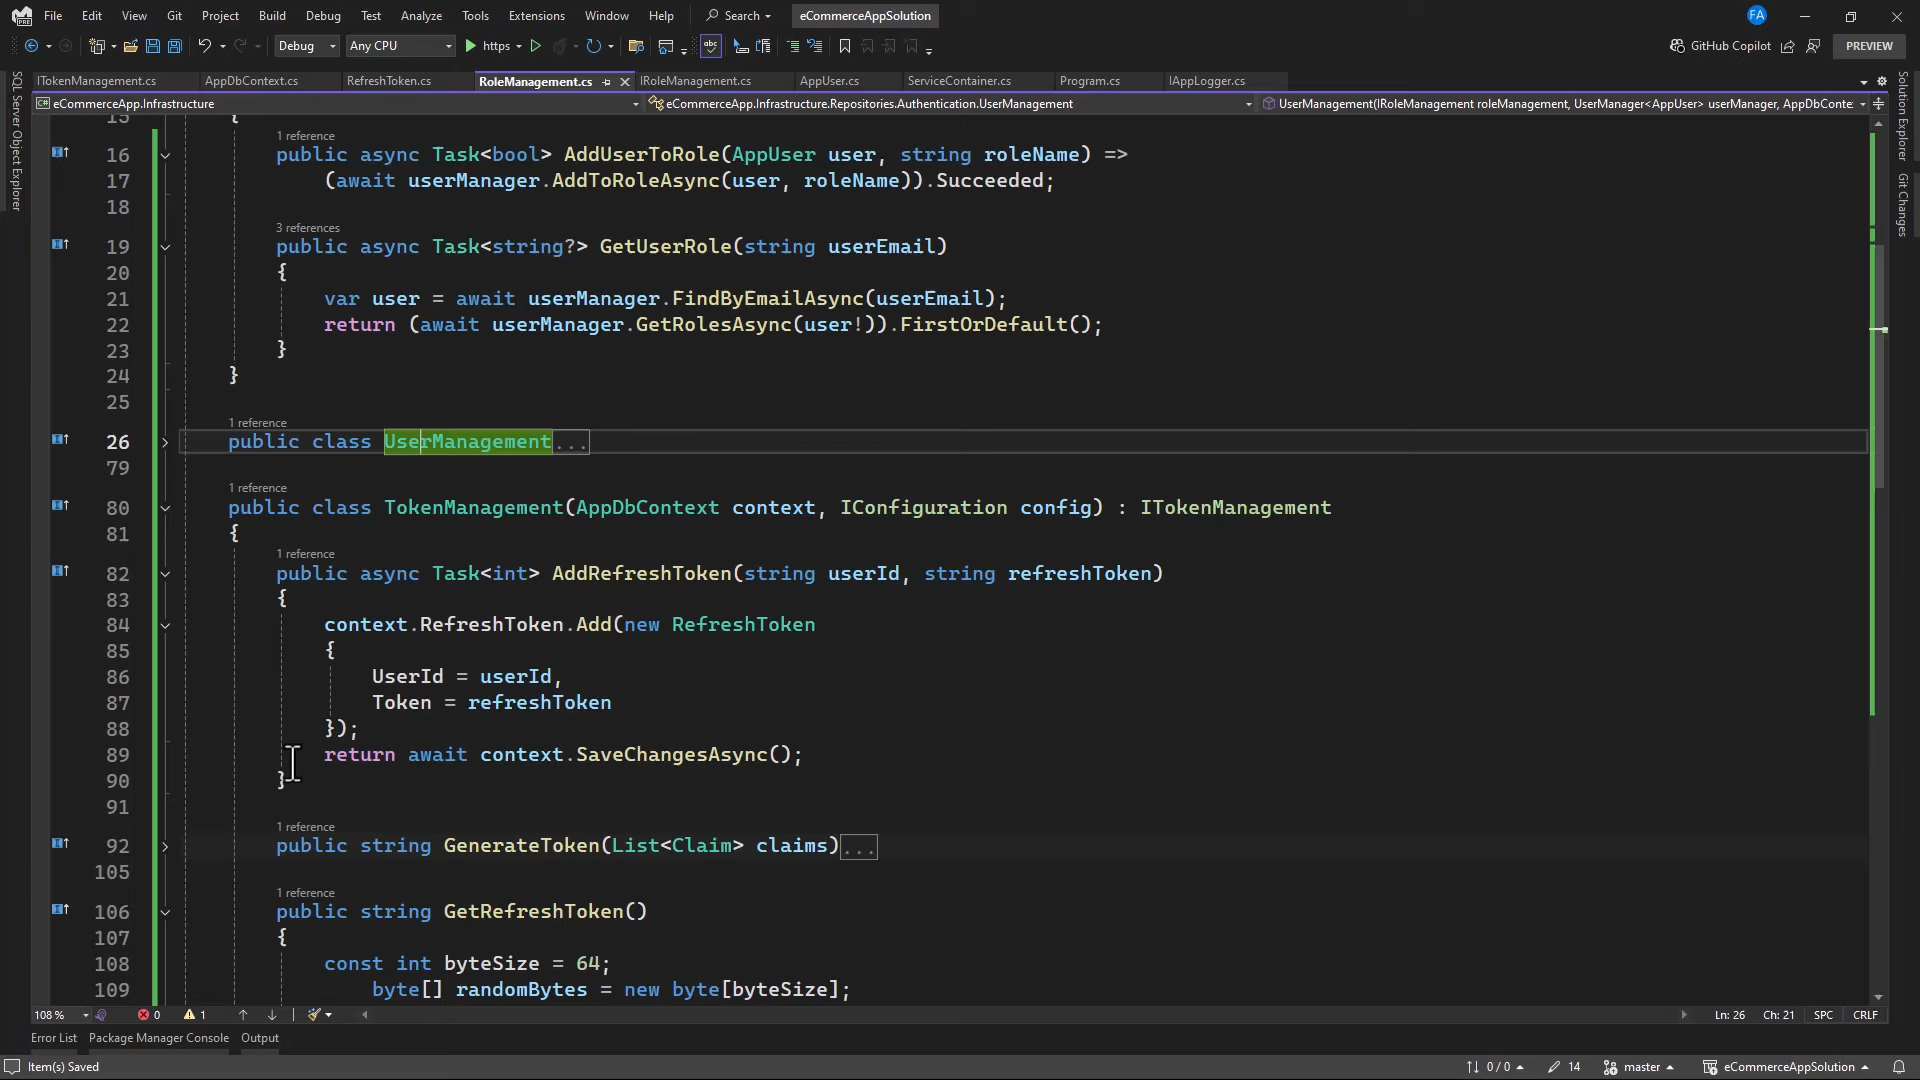 File Edit View Git Project Build Debug Test Analyze Tools Extensions Window Help Search eCommerceAppSolution FA
Debug Any CPU https GitHub Copilot PREVIEW
ITokenManagement.cs AppDbContext.cs RefreshToken.cs RoleManagement.cs IRoleManagement.cs AppUser.cs ServiceContainer.cs Program.cs IAppLogger.cs
eCommerceApp.Infrastructure eCommerceApp.Infrastructure.Repositories.Authentication.UserManagement UserManagement(IRoleManagement roleManagement, UserManager<AppUser> userManager, AppDbConte
SQL Server Object Explorer
Solution Explorer
Git Changes
15 {
1 reference
16 public async Task<bool> AddUserToRole(AppUser user, string roleName) =>
17 (await userManager.AddToRoleAsync(user, roleName)).Succeeded;
18
3 references
19 public async Task<string?> GetUserRole(string userEmail)
20 {
21 var user = await userManager.FindByEmailAsync(userEmail);
22 return (await userManager.GetRolesAsync(user!)).FirstOrDefault();
23 }
24 }
25
1 reference
26 public class UserManagement...
79
1 reference
80 public class TokenManagement(AppDbContext context, IConfiguration config) : ITokenManagement
81 {
1 reference
82 public async Task<int> AddRefreshToken(string userId, string refreshToken)
83 {
84 context.RefreshToken.Add(new RefreshToken
85 {
86 UserId = userId,
87 Token = refreshToken
88 });
89 return await context.SaveChangesAsync();
90 }
91
1 reference
92 public string GenerateToken(List<Claim> claims)...
105
1 reference
106 public string GetRefreshToken()
107 {
108 const int byteSize = 64;
109 byte[] randomBytes = new byte[byteSize];
108 % 0 1 Ln: 26 Ch: 21 SPC CRLF
Error List Package Manager Console Output
Item(s) Saved 0 / 0 14 master eCommerceAppSolution